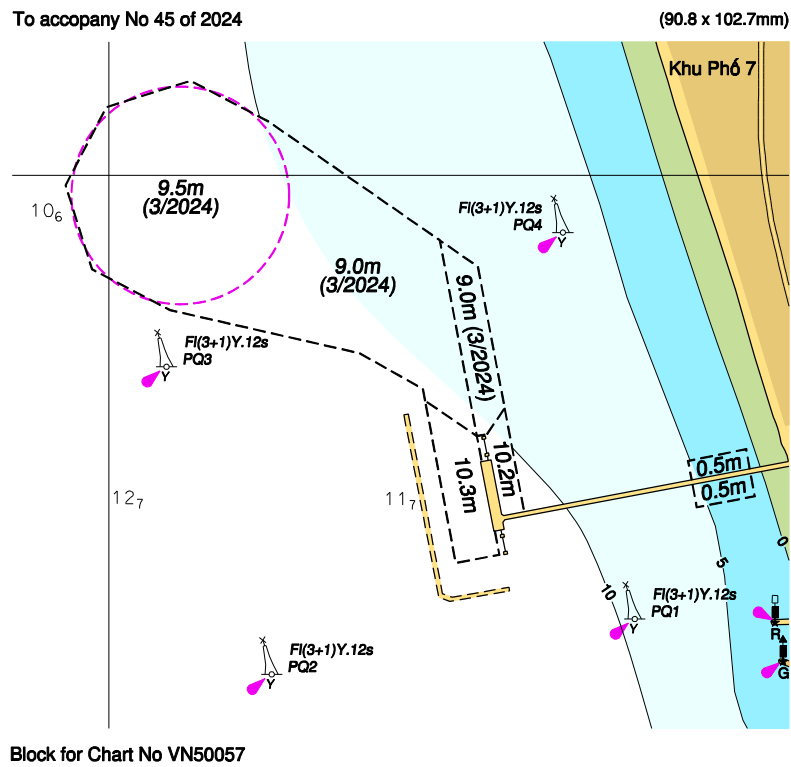 To accopany No 45 of 2024
(90.8 x 102.7mm)
Khu Phố 7
9.5m
(3/2024)
10₆
Fl(3+1)Y.12s
PQ4
Y
9.0m
(3/2024)
9.0m (3/2024)
Fl(3+1)Y.12s
PQ3
Y
10.2m
10.3m
0.5m
0.5m
12₇
11₇
0
5
10
Fl(3+1)Y.12s
PQ1
Y
R
G
Fl(3+1)Y.12s
PQ2
Y
Block for Chart No VN50057